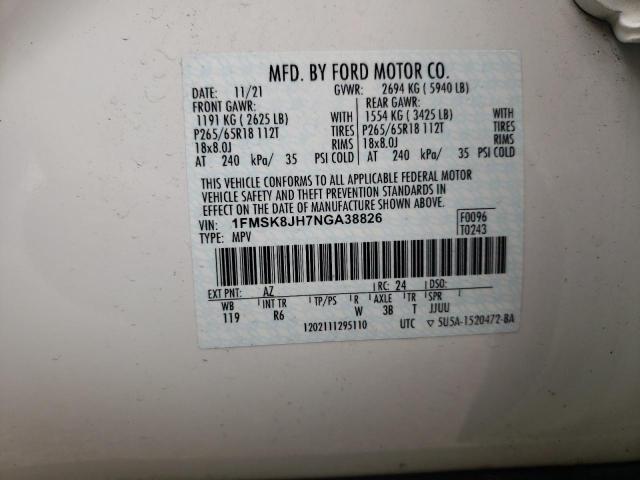 MFD. BY FORD MOTOR CO.
DATE: 11/21 GVWR: 2694 KG ( 5940 LB)
FRONT GAWR: REAR GAWR:
1191 KG ( 2625 LB) WITH 1554 KG ( 3425 LB) WITH
P265/65R18 112T TIRES P265/65R18 112T TIRES
18x8.0J RIMS 18x8.0J RIMS
AT 240 kPa/ 35 PSI COLD AT 240 kPa/ 35 PSI COLD
THIS VEHICLE CONFORMS TO ALL APPLICABLE FEDERAL MOTOR
VEHICLE SAFETY AND THEFT PREVENTION STANDARDS IN
EFFECT ON THE DATE OF MANUFACTURE SHOWN ABOVE.
VIN: 1FMSK8JH7NGA38826 F0096
TYPE: MPV T0243
EXT PNT: AZ RC: 24 DSO:
WB INT TR TP/PS R AXLE TR SPR
119 R6 W 3B T JJUU
1202111295110 UTC ▽ 5U5A-1520472-BA